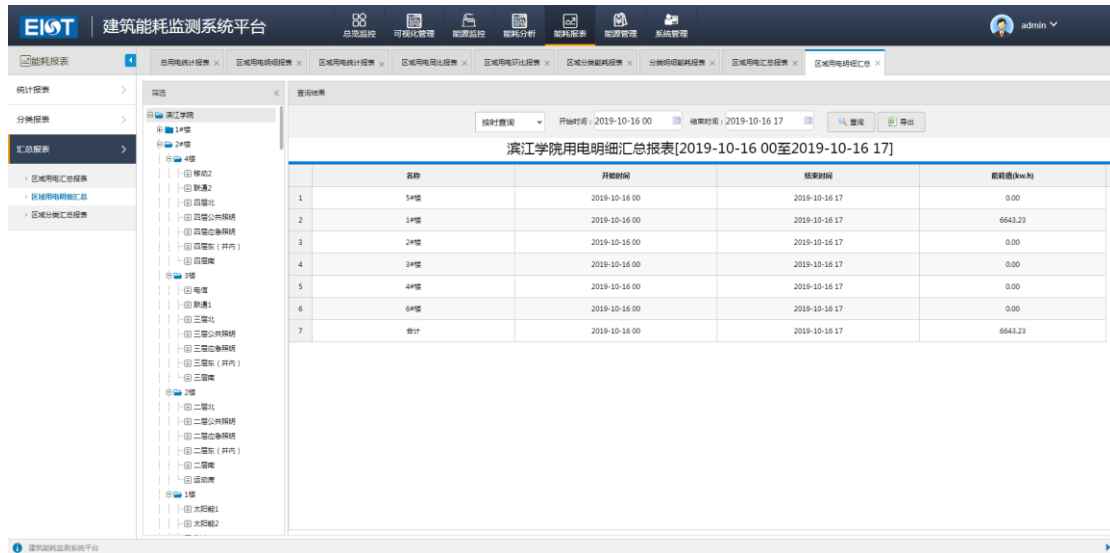 EIOT 建筑能耗监测系统平台 总览监控 可视化管理 能源监控 能耗分析 能耗报表 能源管理 系统管理 admin
能耗报表 总用电统计报表 × 区域用电明细报表 × 区域用电统计报表 × 区域用电同比报表 × 区域用电环比报表 × 区域分类能耗报表 × 分类明细能耗报表 × 区域用电汇总报表 × 区域用电明细汇总 ×
统计报表
分类报表
汇总报表
区域用电汇总报表
区域用电明细汇总
区域分类汇总报表
筛选
滨江学院
1#楼
2#楼
4楼
移动2
联通2
四层北
四层公共照明
四层应急照明
四层东（井内）
四层南
3楼
电信
联通1
三层北
三层公共照明
三层应急照明
三层东（井内）
三层南
2楼
二层北
二层公共照明
二层应急照明
二层东（井内）
二层南
运动房
1楼
太阳能1
太阳能2
查询结果
按时查询 开始时间：2019-10-16 00 结束时间：2019-10-16 17 查询 导出
滨江学院用电明细汇总报表[2019-10-16 00至2019-10-16 17]
名称 开始时间 结束时间 能耗值(kw.h)
1 5#楼 2019-10-16 00 2019-10-16 17 0.00
2 1#楼 2019-10-16 00 2019-10-16 17 6643.23
3 2#楼 2019-10-16 00 2019-10-16 17 0.00
4 3#楼 2019-10-16 00 2019-10-16 17 0.00
5 4#楼 2019-10-16 00 2019-10-16 17 0.00
6 6#楼 2019-10-16 00 2019-10-16 17 0.00
7 合计 2019-10-16 00 2019-10-16 17 6643.23
建筑能耗监测系统平台